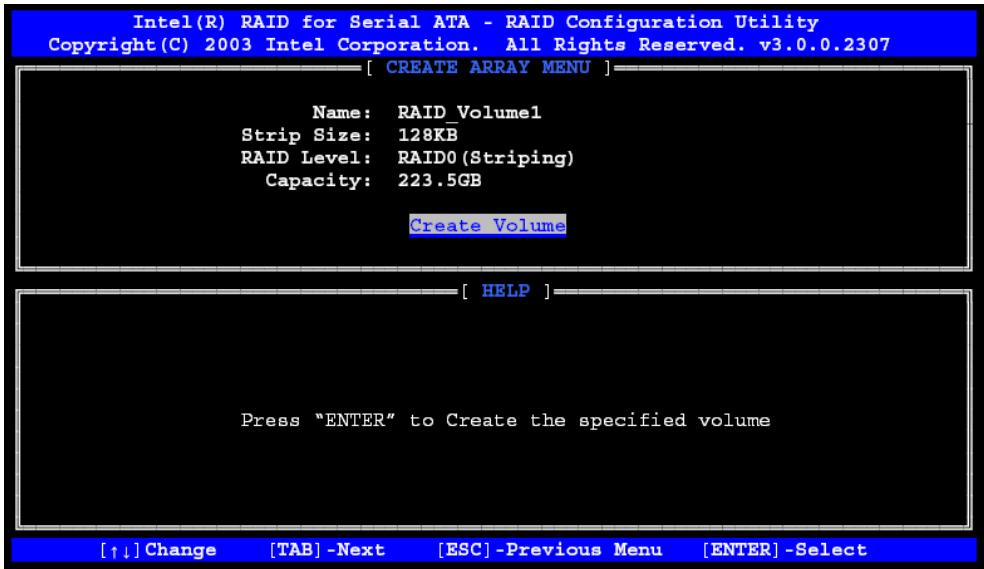 Intel(R) RAID for Serial ATA - RAID Configuration Utility
Copyright(C) 2003 Intel Corporation. All Rights Reserved. v3.0.0.2307
[ CREATE ARRAY MENU ]
Name: RAID_Volume1
Strip Size: 128KB
RAID Level: RAID0(Striping)
Capacity: 223.5GB
Create Volume
[ HELP ]
Press “ENTER” to Create the specified volume
[↑↓]Change [TAB]-Next [ESC]-Previous Menu [ENTER]-Select